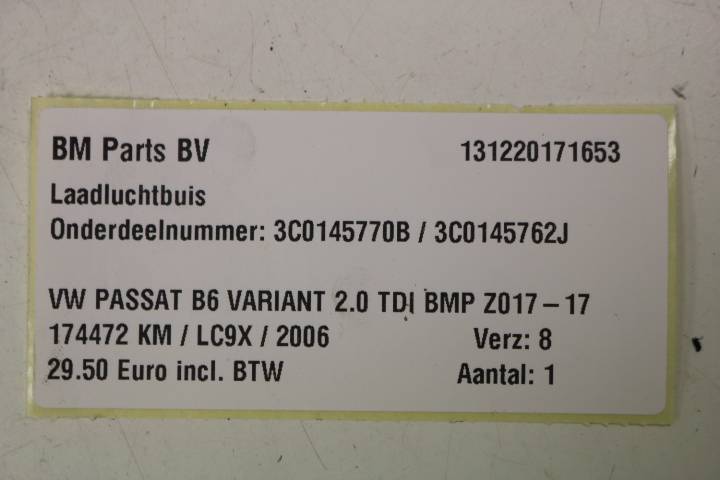 BM Parts BV 131220171653
Laadluchtbuis
Onderdeelnummer: 3C0145770B / 3C0145762J
VW PASSAT B6 VARIANT 2.0 TDI BMP Z017-17
174472 KM / LC9X / 2006 Verz: 8
29.50 Euro incl. BTW Aantal: 1